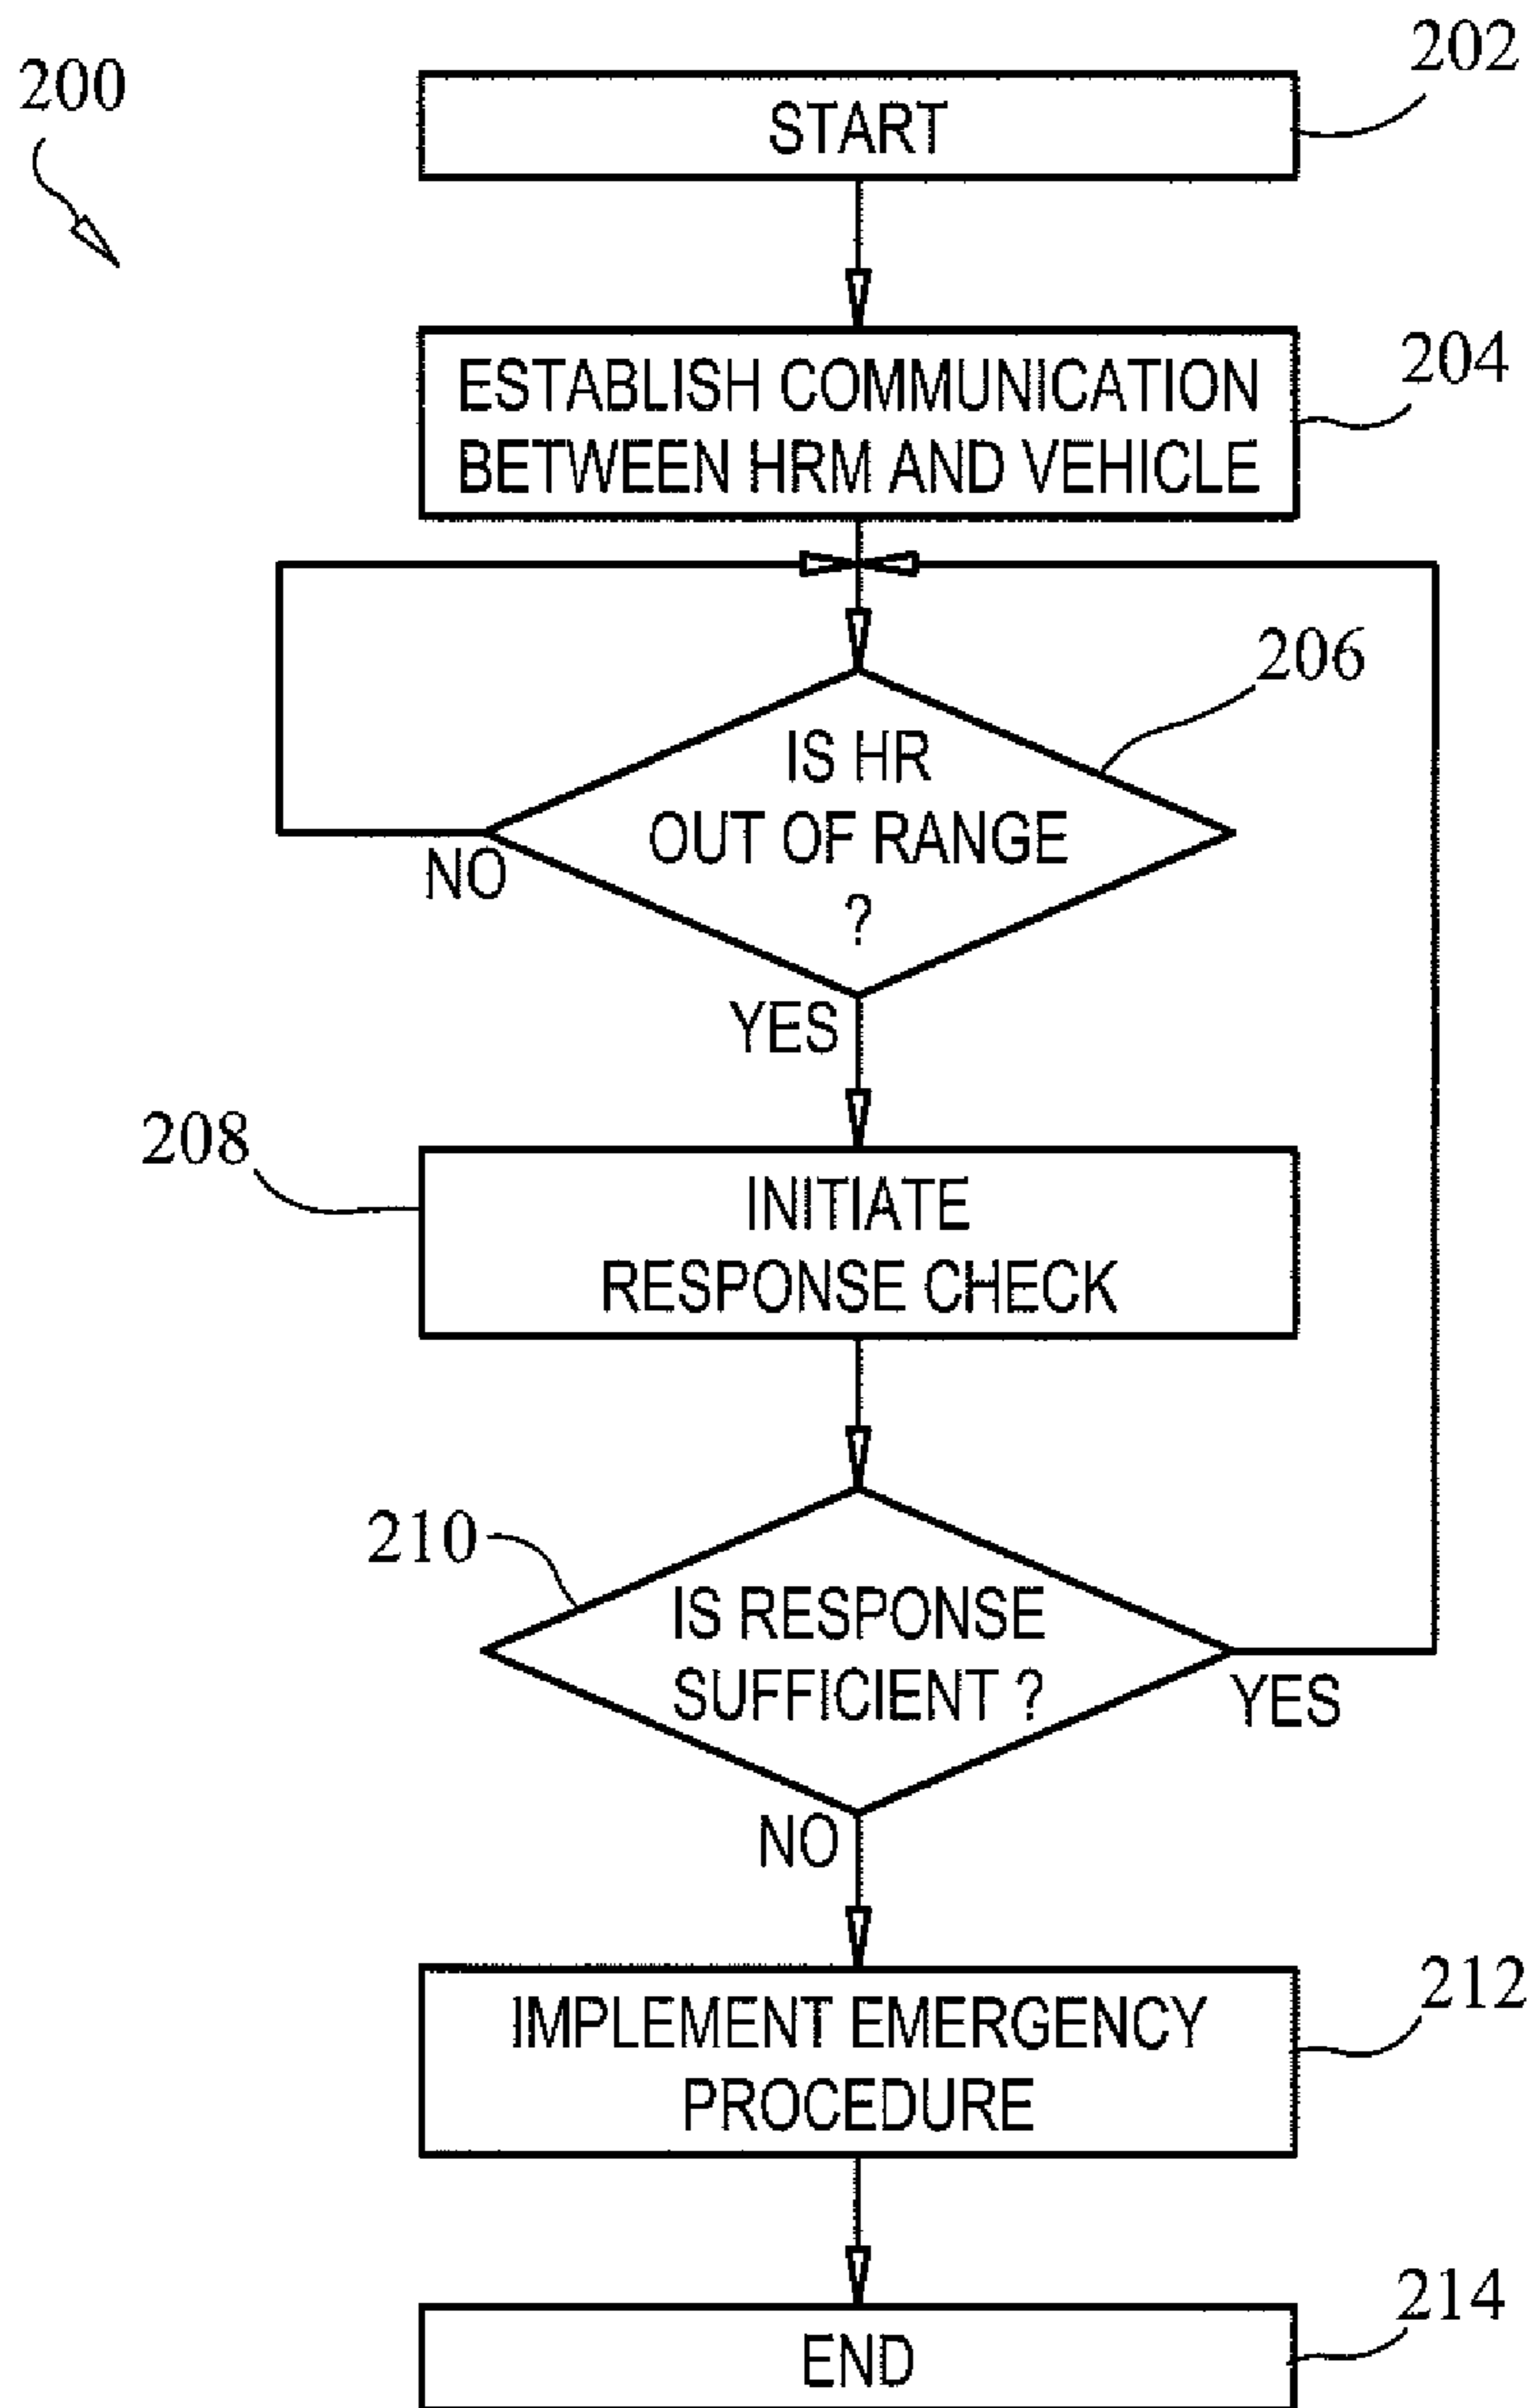 200
202
START
ESTABLISH COMMUNICATION
BETWEEN HRM AND VEHICLE
204
206
IS HR
OUT OF RANGE
?
NO
YES
208
INITIATE
RESPONSE CHECK
210
IS RESPONSE
SUFFICIENT ?
YES
NO
IMPLEMENT EMERGENCY
PROCEDURE
212
214
END